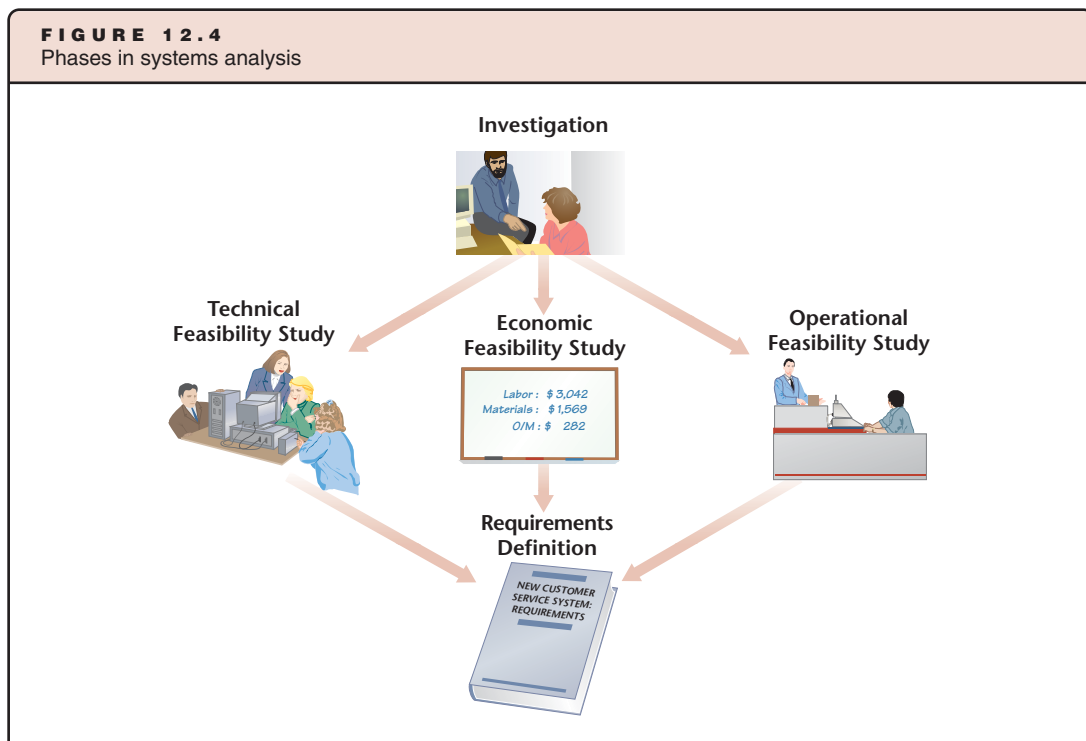 FIGURE 12.4
Phases in systems analysis
Investigation
Technical
Feasibility Study
Economic
Feasibility Study
Labor : $ 3,042
Materials : $ 1,569
O/M : $ 282
Operational
Feasibility Study
Requirements
Definition
NEW CUSTOMER
SERVICE SYSTEM:
REQUIREMENTS